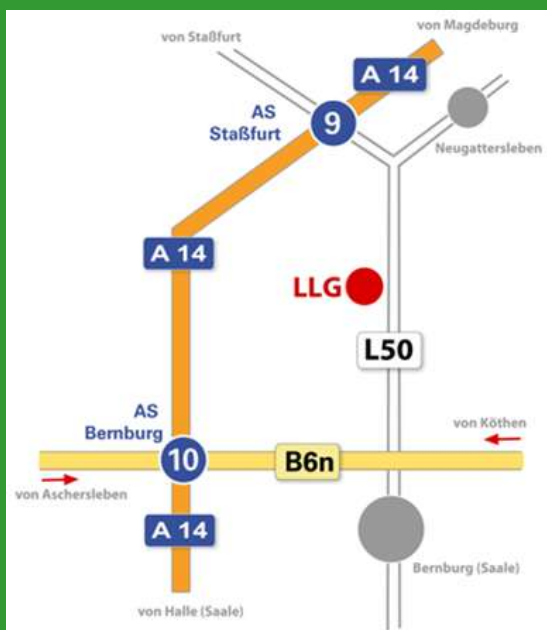 von Magdeburg
von Staßfurt
A 14
AS
Staßfurt
9
Neugattersleben
A 14
LLG
L50
AS
Bernburg
von Köthen
10
B6n
von Aschersleben
A 14
Bernburg (Saale)
von Halle (Saale)